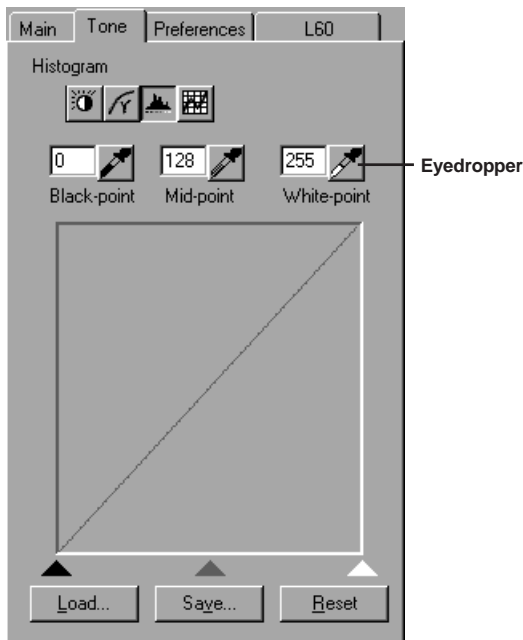 Main Tone Preferences L60
Histogram
0 128 255
Eyedropper
Black-point Mid-point White-point
Load... Save... Reset